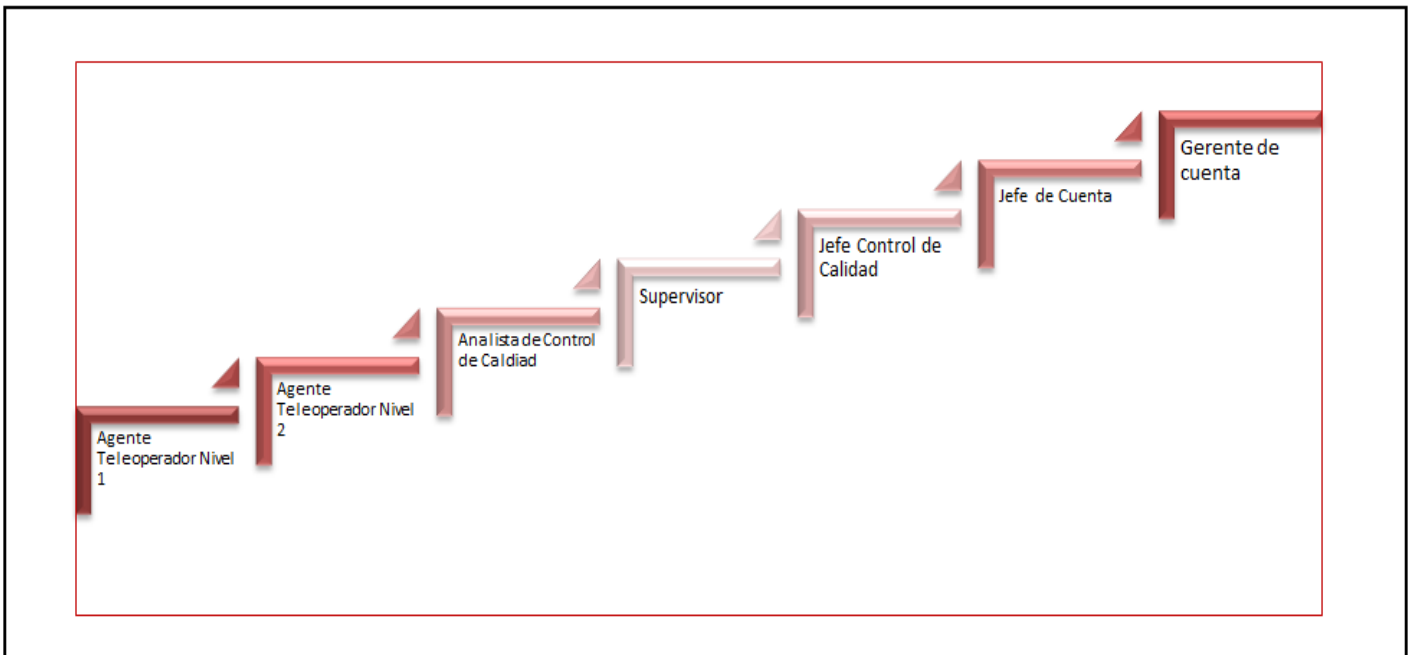 Agente
Teleoperador Nivel
1
Agente
Teleoperador Nivel
2
Analista de Control
de Caldiad
Supervisor
Jefe Control de
Calidad
Jefe de Cuenta
Gerente de
cuenta